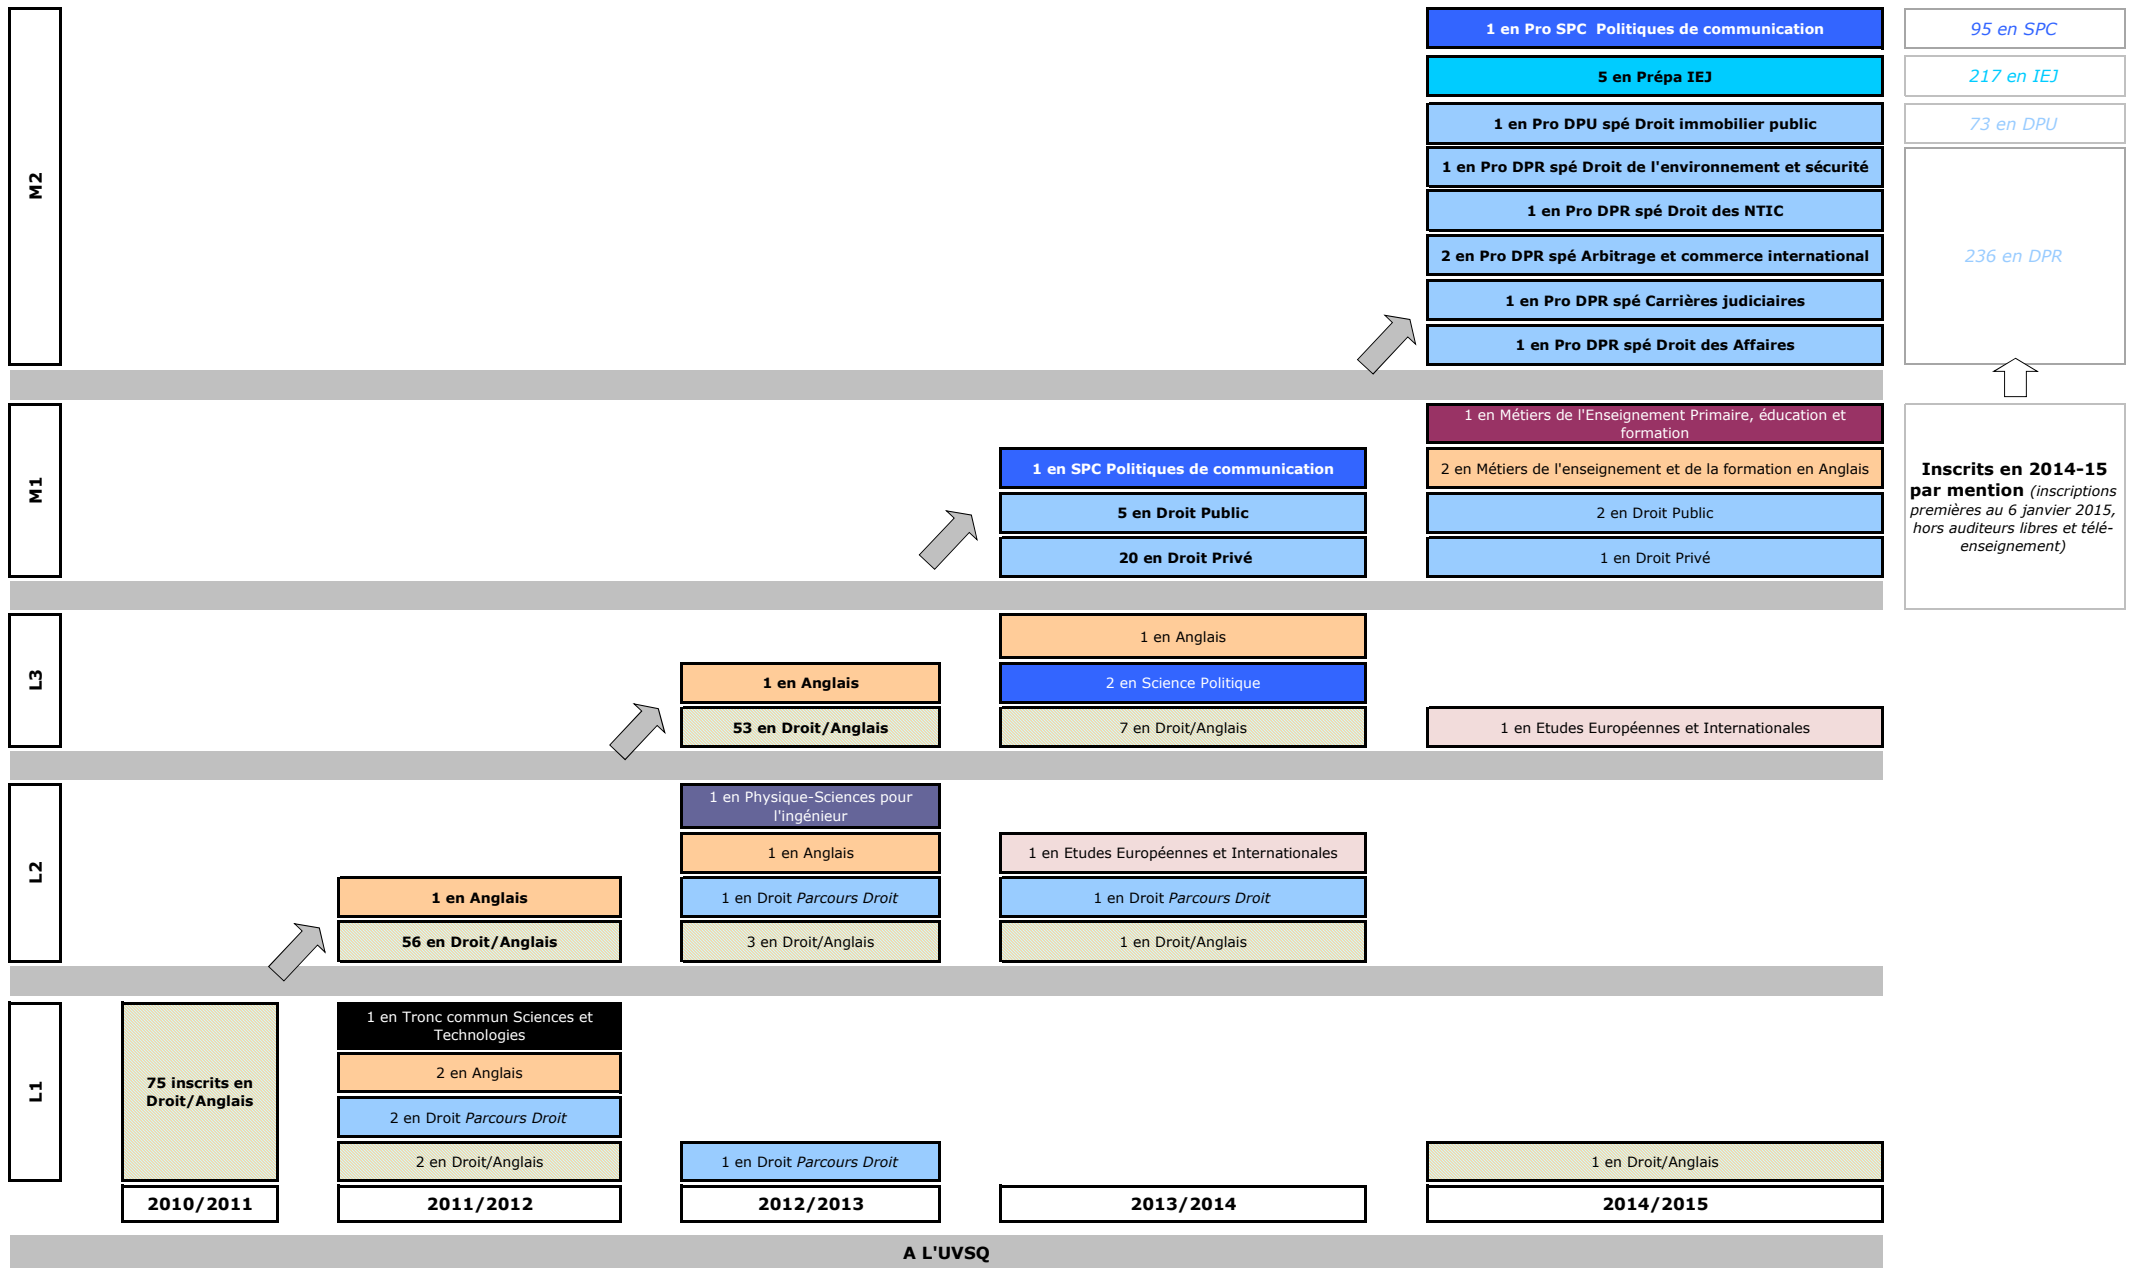 M2
1 en Pro SPC  Politiques de communication
95 en SPC
5 en Prépa IEJ
217 en IEJ
1 en Pro DPU spé Droit immobilier public
73 en DPU
1 en Pro DPR spé Droit de l'environnement et sécurité
1 en Pro DPR spé Droit des NTIC
2 en Pro DPR spé Arbitrage et commerce international
236 en DPR
1 en Pro DPR spé Carrières judiciaires
1 en Pro DPR spé Droit des Affaires
M1
1 en Métiers de l'Enseignement Primaire, éducation et
formation
1 en SPC Politiques de communication
2 en Métiers de l'enseignement et de la formation en Anglais
5 en Droit Public
2 en Droit Public
20 en Droit Privé
1 en Droit Privé
Inscrits en 2014-15
par mention (inscriptions
premières au 6 janvier 2015,
hors auditeurs libres et télé-
enseignement)
L3
1 en Anglais
1 en Anglais
2 en Science Politique
53 en Droit/Anglais
7 en Droit/Anglais
1 en Etudes Européennes et Internationales
L2
1 en Physique-Sciences pour
l'ingénieur
1 en Anglais
1 en Etudes Européennes et Internationales
1 en Anglais
1 en Droit Parcours Droit
1 en Droit Parcours Droit
56 en Droit/Anglais
3 en Droit/Anglais
1 en Droit/Anglais
L1
75 inscrits en
Droit/Anglais
1 en Tronc commun Sciences et
Technologies
2 en Anglais
2 en Droit Parcours Droit
2 en Droit/Anglais
1 en Droit Parcours Droit
1 en Droit/Anglais
2010/2011
2011/2012
2012/2013
2013/2014
2014/2015
A L'UVSQ